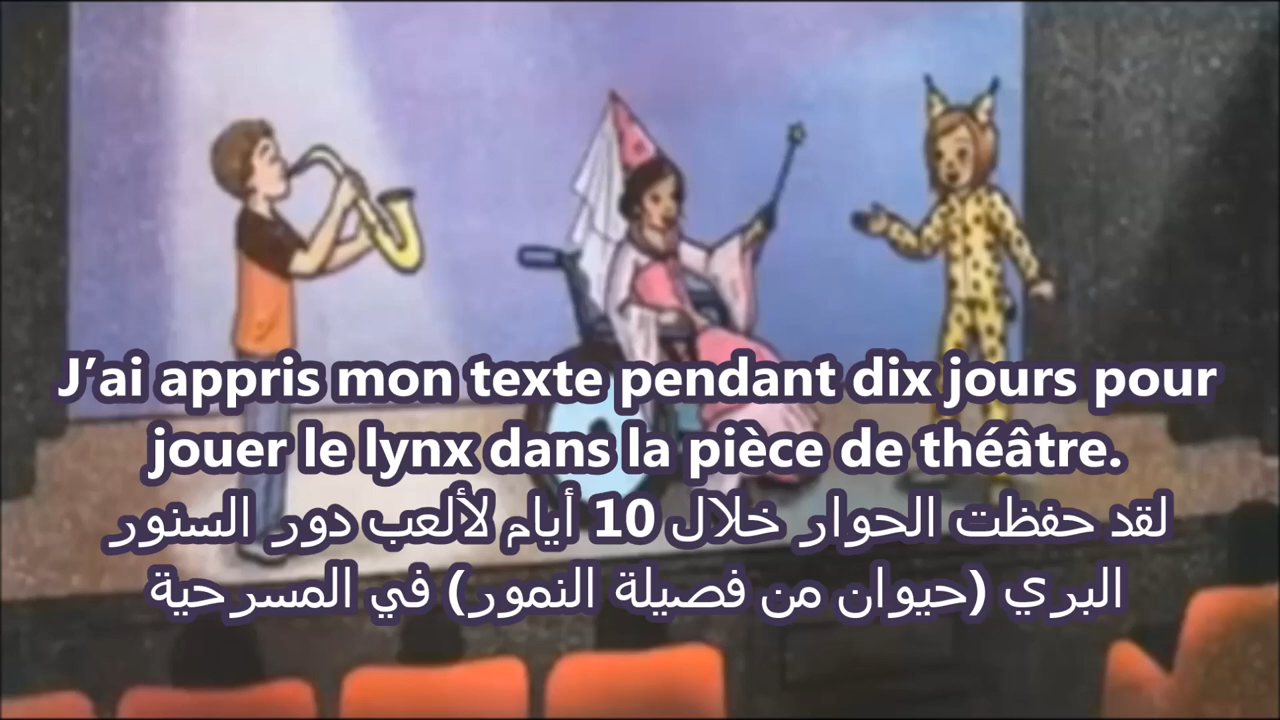 J’ai appris mon texte pendant dix jours pour
jouer le lynx dans la pièce de théâtre.
لقد حفظت الحوار خلال 10 أيام لألعب دور السنور
البري (حيوان من فصيلة النمور) في المسرحية